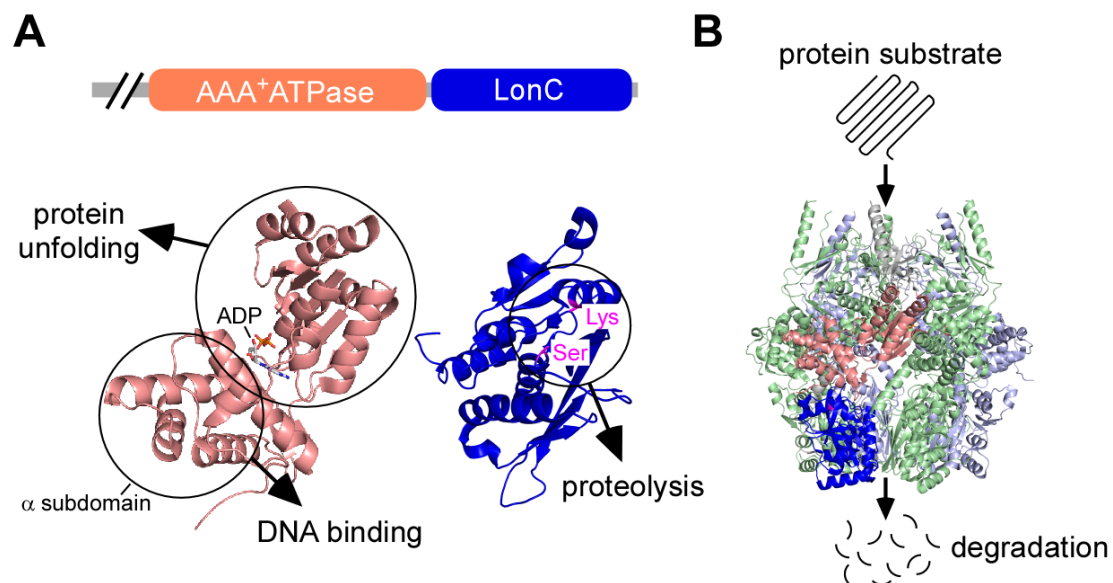 A
AAA+ATPase
LonC
protein
unfolding
ADP
Lys
Ser
α subdomain
DNA binding
proteolysis
B
protein substrate
degradation